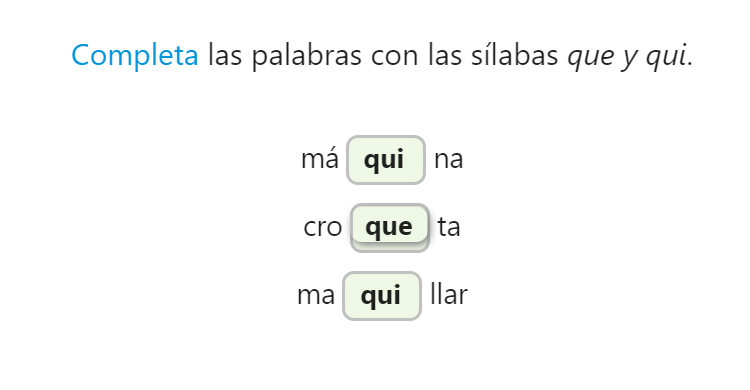 Completa las palabras con las sílabas que y qui.
má qui na
cro que ta
ma qui llar